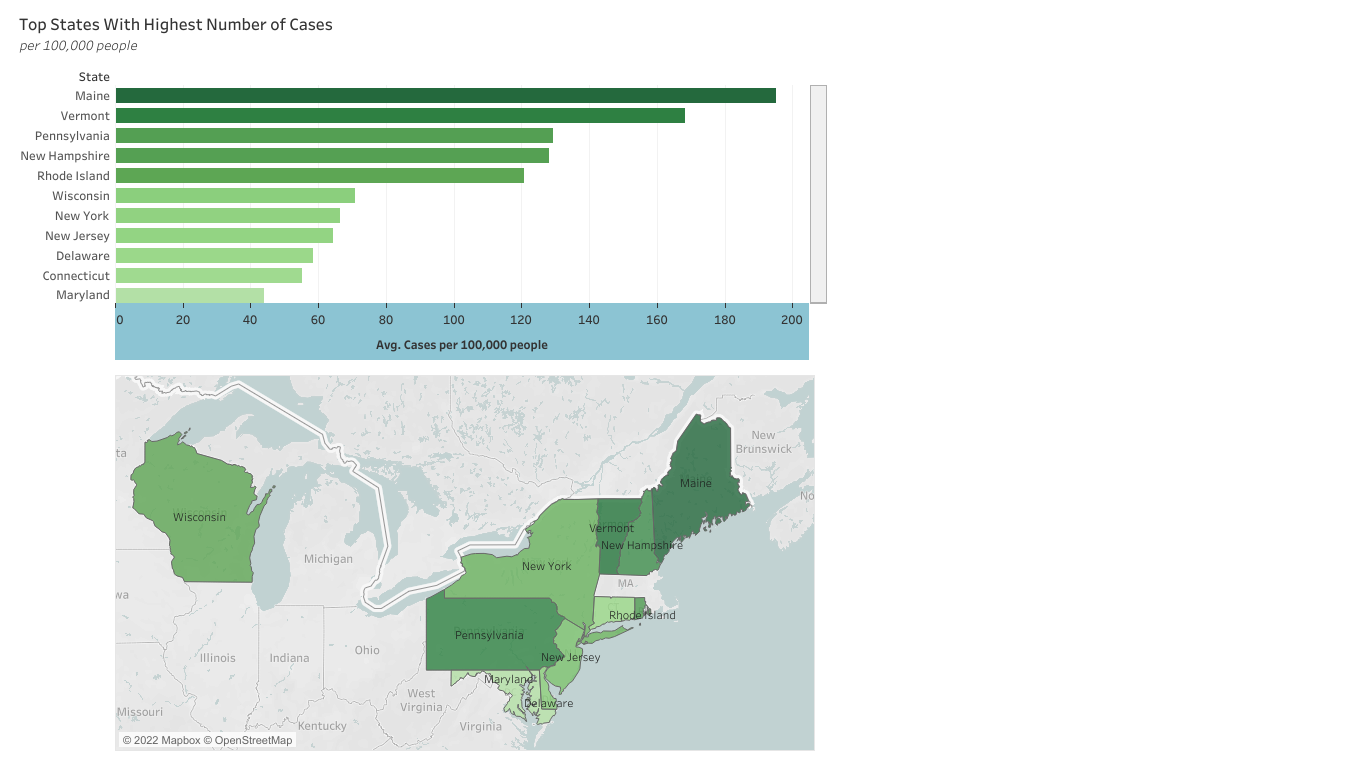 Top States With Highest Number of Cases
per 100,000 people
State
Maine
Vermont
Pennsylvania
New Hampshire
Rhode Island
Wisconsin
New York
New Jersey
Delaware
Connecticut
Maryland
0 20 40 60 80 100 120 140 160 180 200
Avg. Cases per 100,000 people
New
Brunswick
ta
Maine
No
Wisconsin
Vermont
New Hampshire
Michigan
New York
MA.
wa
Rhode Island
Pennsylvania
Ohio
Illinois
Indiana
New Jersey
Maryland
West
Virginia
Delaware
Missouri
Kentucky
Virginia
© 2022 Mapbox © OpenStreetMap